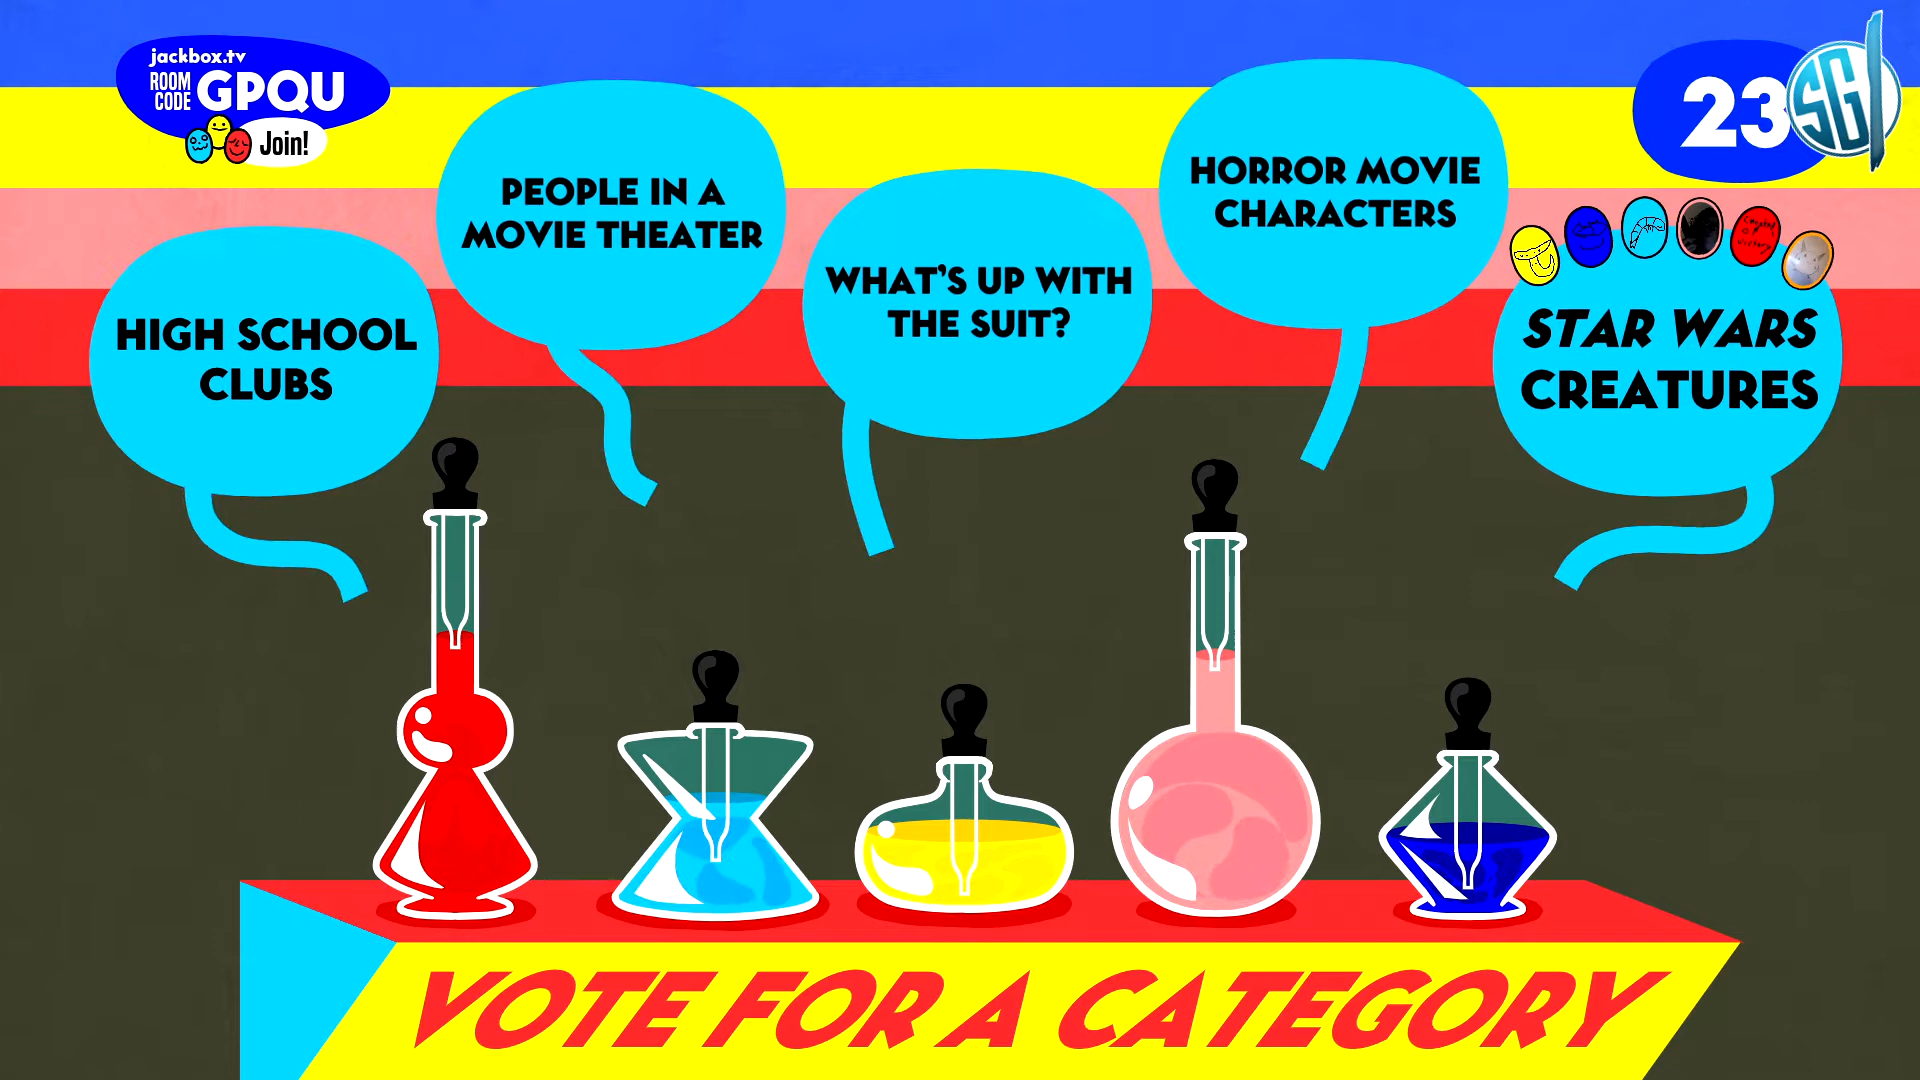 jackbox.tv
ROOM
CODE
GPQU
Join!
23
SG
PEOPLE IN A
MOVIE THEATER
HORROR MOVIE
CHARACTERS
WHAT'S UP WITH
THE SUIT?
HIGH SCHOOL
CLUBS
STAR WARS
CREATURES
VOTE FOR A CATEGORY